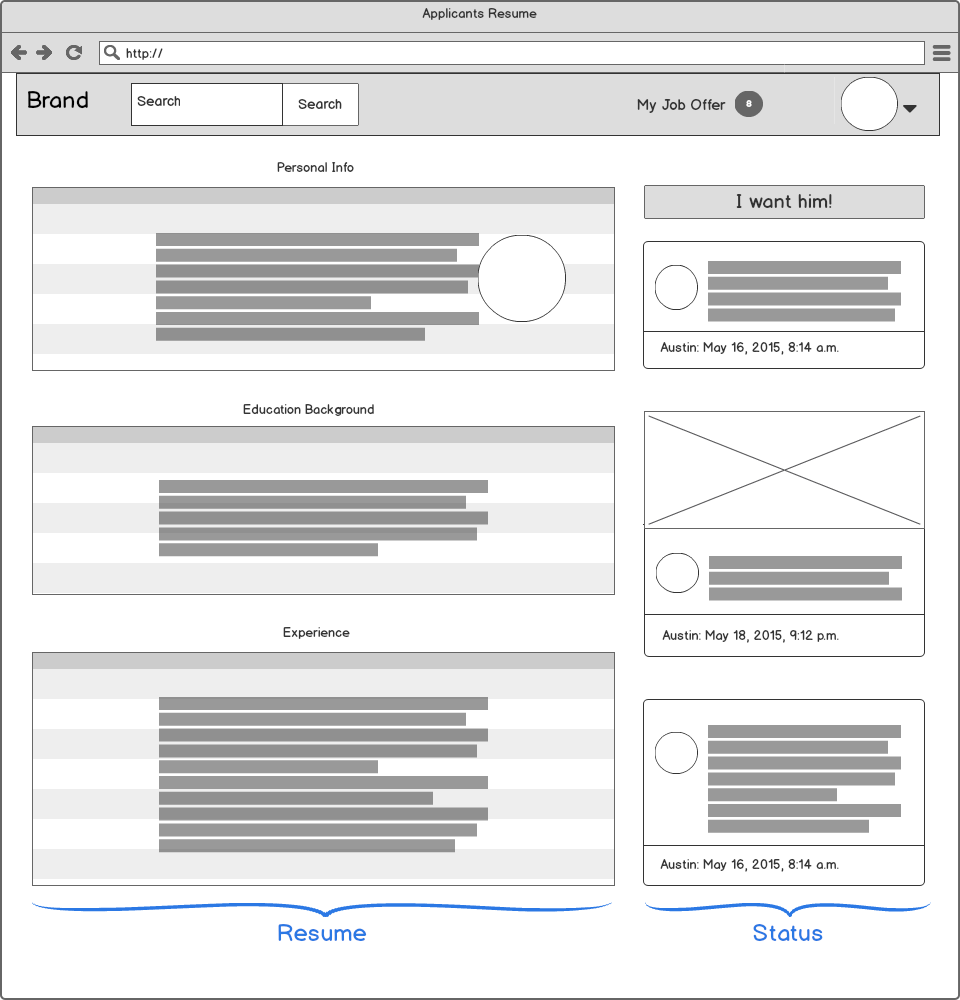 Applicants Resume
http://
Brand
Search
Search
My Job Offer
8
Personal Info
I want him!
Austin: May 16, 2015, 8:14 a.m.
Education Background
Austin: May 18, 2015, 9:12 p.m.
Experience
Austin: May 16, 2015, 8:14 a.m.
Resume
Status